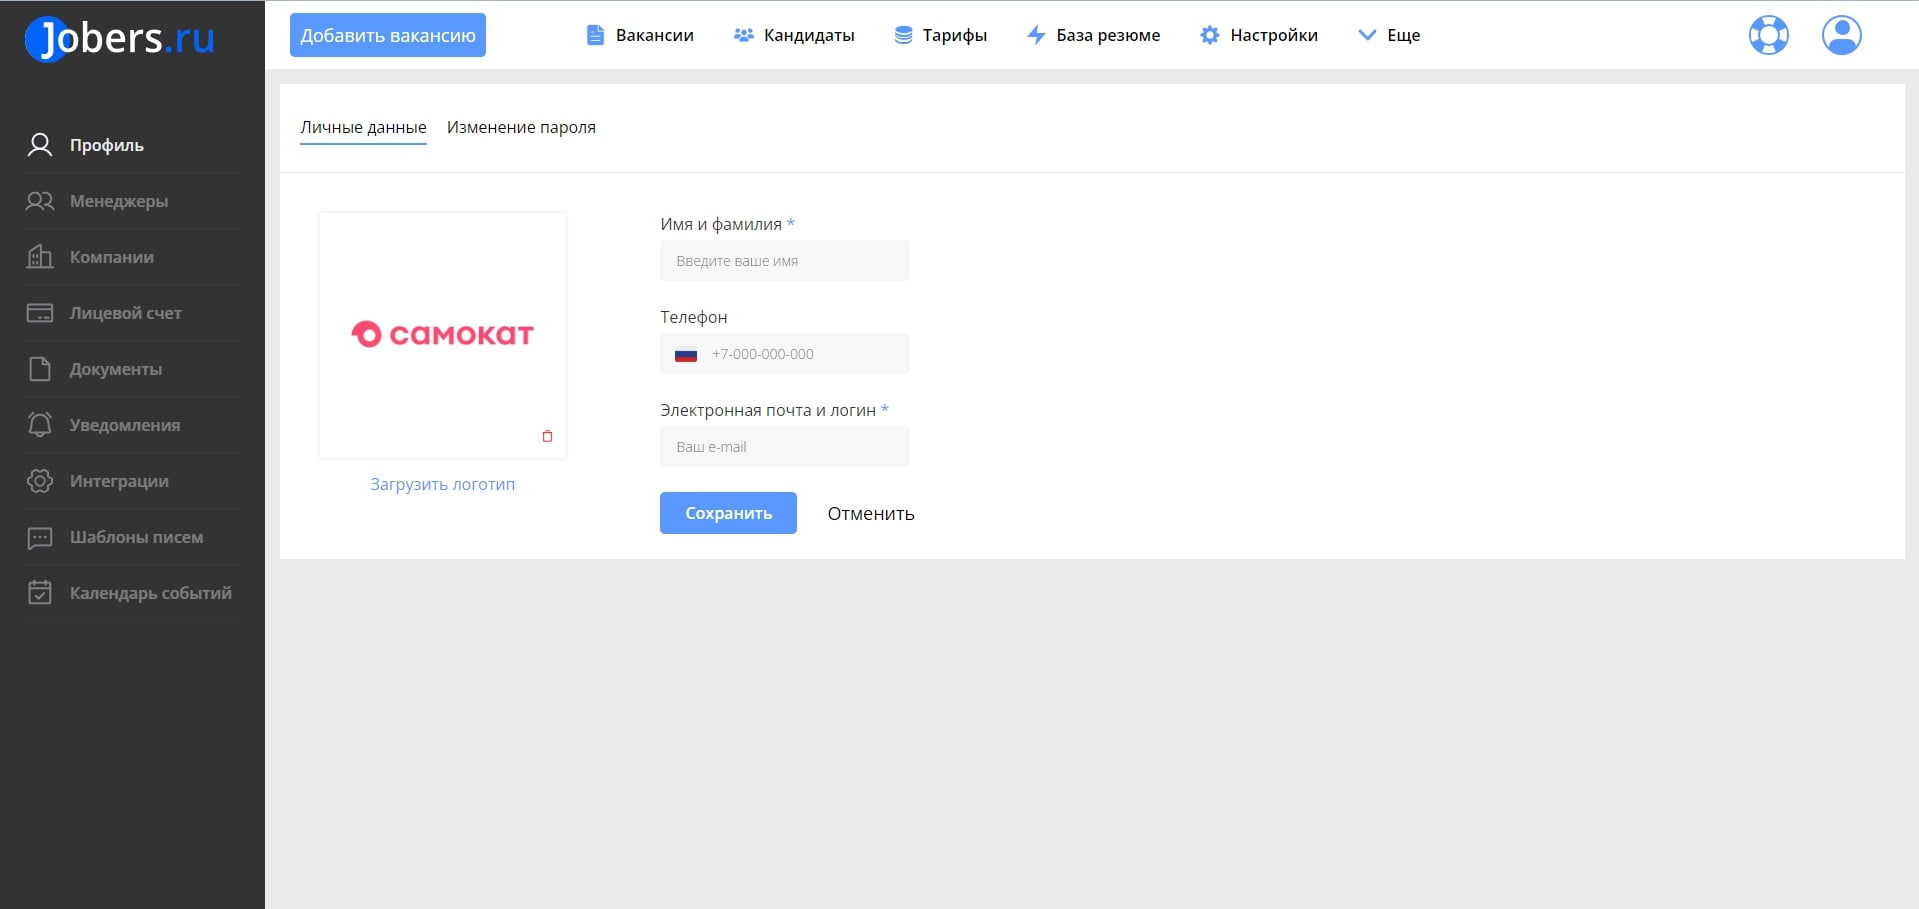 Jobers.ru
Добавить вакансию
Вакансии
Кандидаты
Тарифы
База резюме
Настройки
Еще
Профиль
Менеджеры
Компании
Лицевой счет
Документы
Уведомления
Интеграции
Шаблоны писем
Календарь событий
Личные данные
Изменение пароля
самокат
Загрузить логотип
Имя и фамилия *
Введите ваше имя
Телефон
+7-000-000-000
Электронная почта и логин *
Ваш e-mail
Сохранить
Отменить